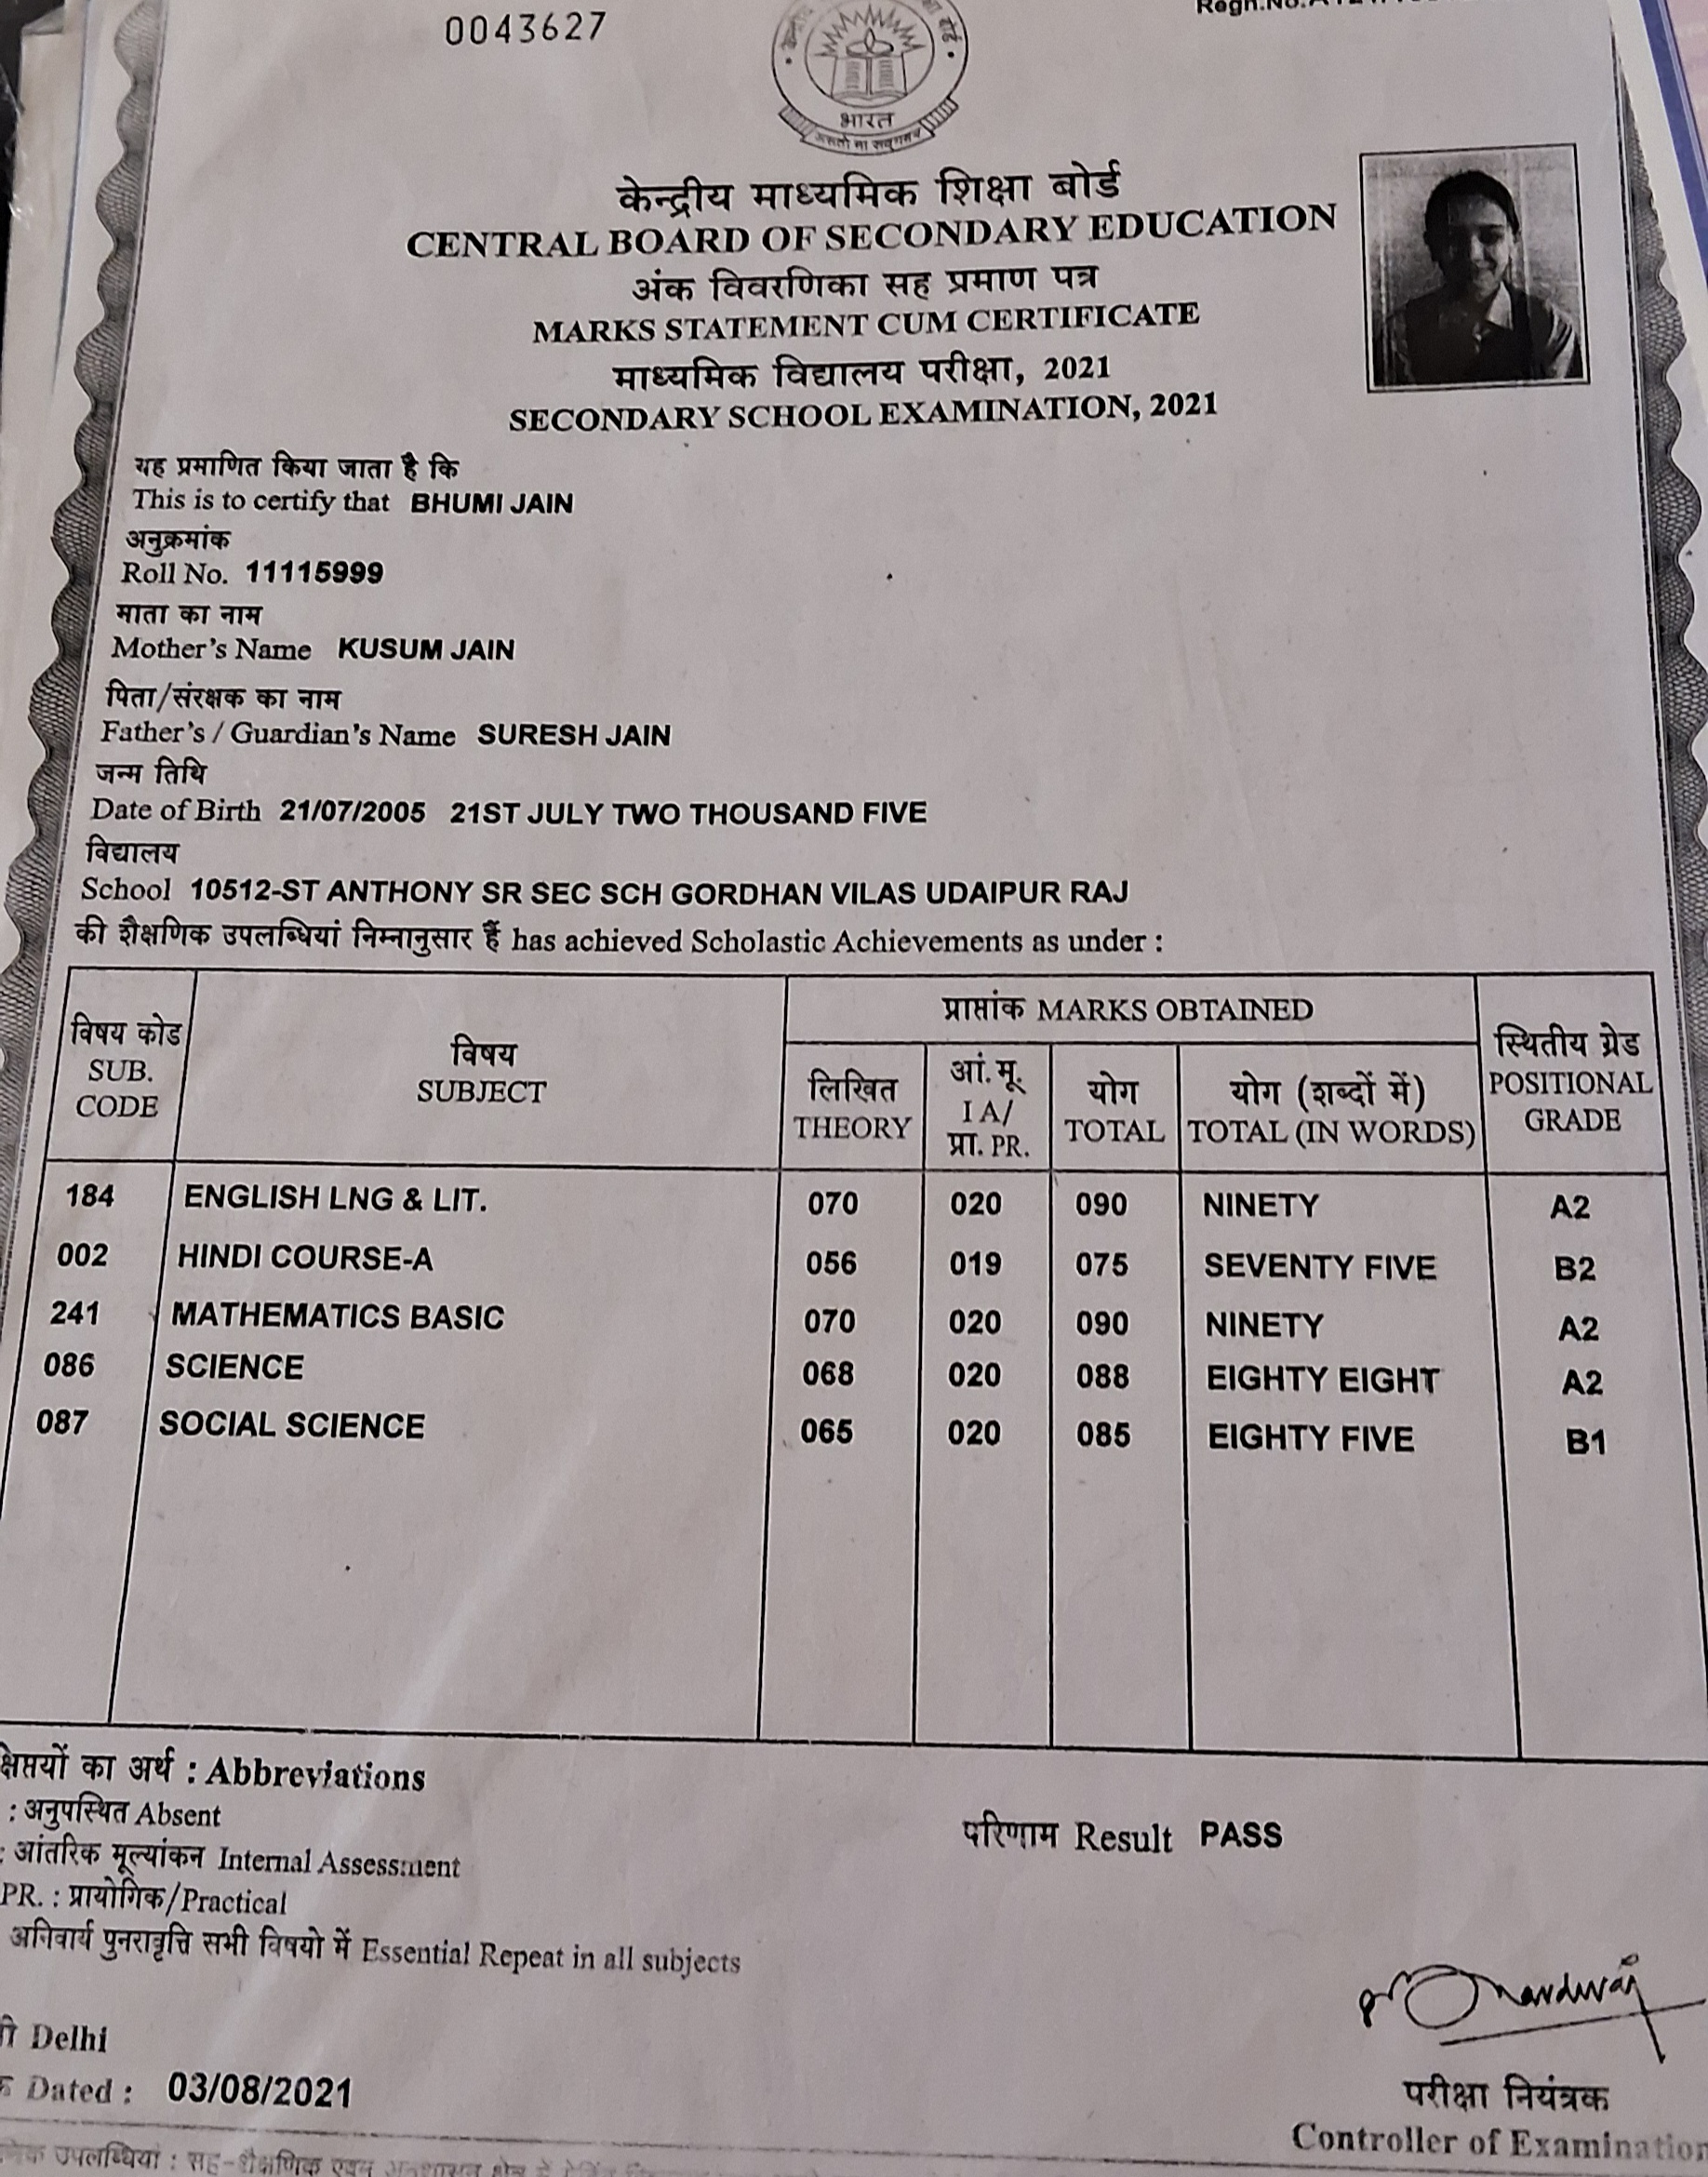 0043627
Regn.No.
भारत
असतो मा सद्गमय
केन्द्रीय माध्यमिक शिक्षा बोर्ड
CENTRAL BOARD OF SECONDARY EDUCATION
अंक विवरणिका सह प्रमाण पत्र
MARKS STATEMENT CUM CERTIFICATE
माध्यमिक विद्यालय परीक्षा, 2021
SECONDARY SCHOOL EXAMINATION, 2021
यह प्रमाणित किया जाता है कि
This is to certify that BHUMI JAIN
अनुक्रमांक
Roll No. 11115999
माता का नाम
Mother's Name KUSUM JAIN
पिता/संरक्षक का नाम
Father's / Guardian's Name SURESH JAIN
जन्म तिथि
Date of Birth 21/07/2005 21ST JULY TWO THOUSAND FIVE
विद्यालय
School 10512-ST ANTHONY SR SEC SCH GORDHAN VILAS UDAIPUR RAJ
की शैक्षणिक उपलब्धियां निम्नानुसार हैं has achieved Scholastic Achievements as under :
विषय कोड SUB. CODE
विषय SUBJECT
प्राप्तांक MARKS OBTAINED
लिखित THEORY
आं.मू. I A/ प्रा. PR.
योग TOTAL
योग (शब्दों में) TOTAL (IN WORDS)
स्थितीय ग्रेड POSITIONAL GRADE
184 ENGLISH LNG & LIT. 070 020 090 NINETY A2
002 HINDI COURSE-A 056 019 075 SEVENTY FIVE B2
241 MATHEMATICS BASIC 070 020 090 NINETY A2
086 SCIENCE 068 020 088 EIGHTY EIGHT A2
087 SOCIAL SCIENCE 065 020 085 EIGHTY FIVE B1
का अर्थ : Abbreviations
: अनुपस्थित Absent
: आंतरिक मूल्यांकन Internal Assessment
PR. : प्रायोगिक/Practical
अनिवार्य पुनरावृत्ति सभी विषयो में Essential Repeat in all subjects
परिणाम Result PASS
Delhi
Dated : 03/08/2021
परीक्षा नियंत्रक
Controller of Examination
उपलब्धियां : सह-शैक्षणिक एवम